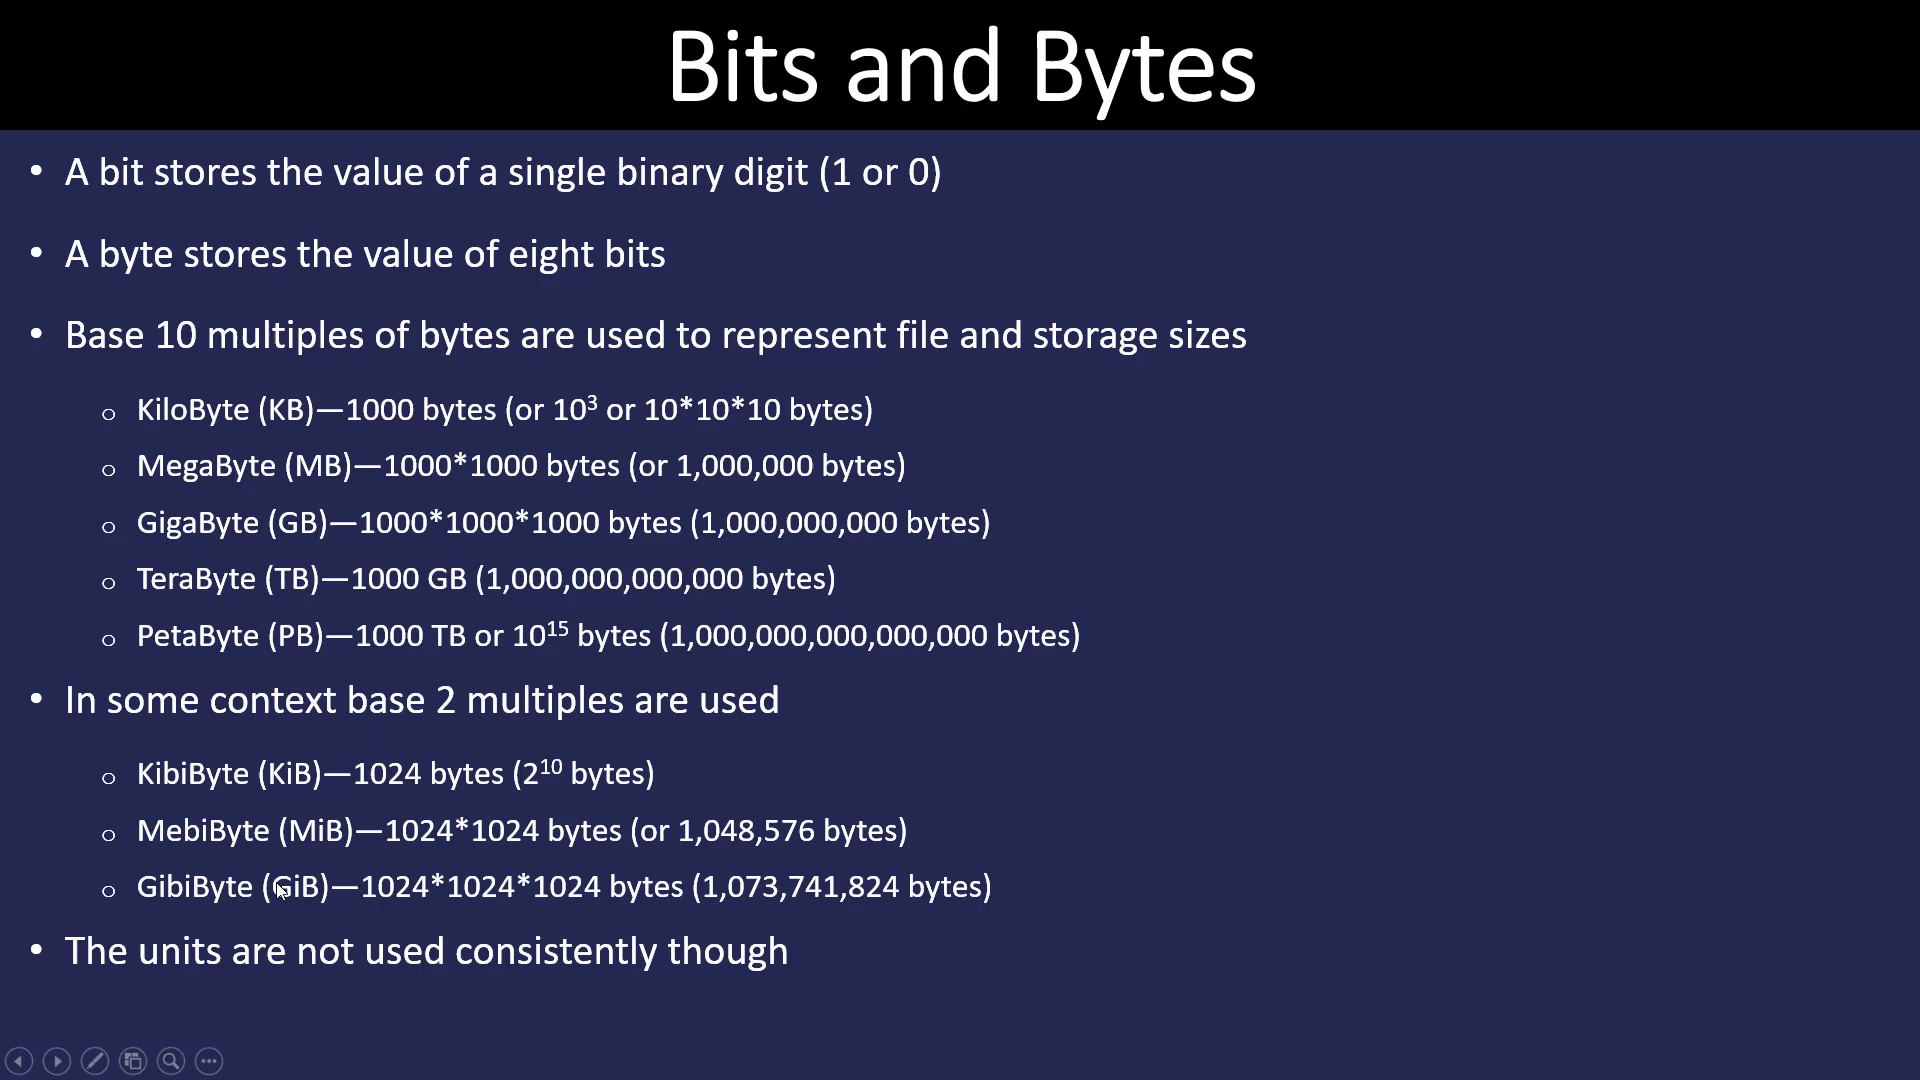 Bits and Bytes
• A bit stores the value of a single binary digit (1 or 0)
• A byte stores the value of eight bits
• Base 10 multiples of bytes are used to represent file and storage sizes
o KiloByte (KB)—1000 bytes (or 10³ or 10*10*10 bytes)
o MegaByte (MB)—1000*1000 bytes (or 1,000,000 bytes)
o GigaByte (GB)—1000*1000*1000 bytes (1,000,000,000 bytes)
o TeraByte (TB)—1000 GB (1,000,000,000,000 bytes)
o PetaByte (PB)—1000 TB or 10¹⁵ bytes (1,000,000,000,000,000 bytes)
• In some context base 2 multiples are used
o KibiByte (KiB)—1024 bytes (2¹⁰ bytes)
o MebiByte (MiB)—1024*1024 bytes (or 1,048,576 bytes)
o GibiByte (GiB)—1024*1024*1024 bytes (1,073,741,824 bytes)
• The units are not used consistently though